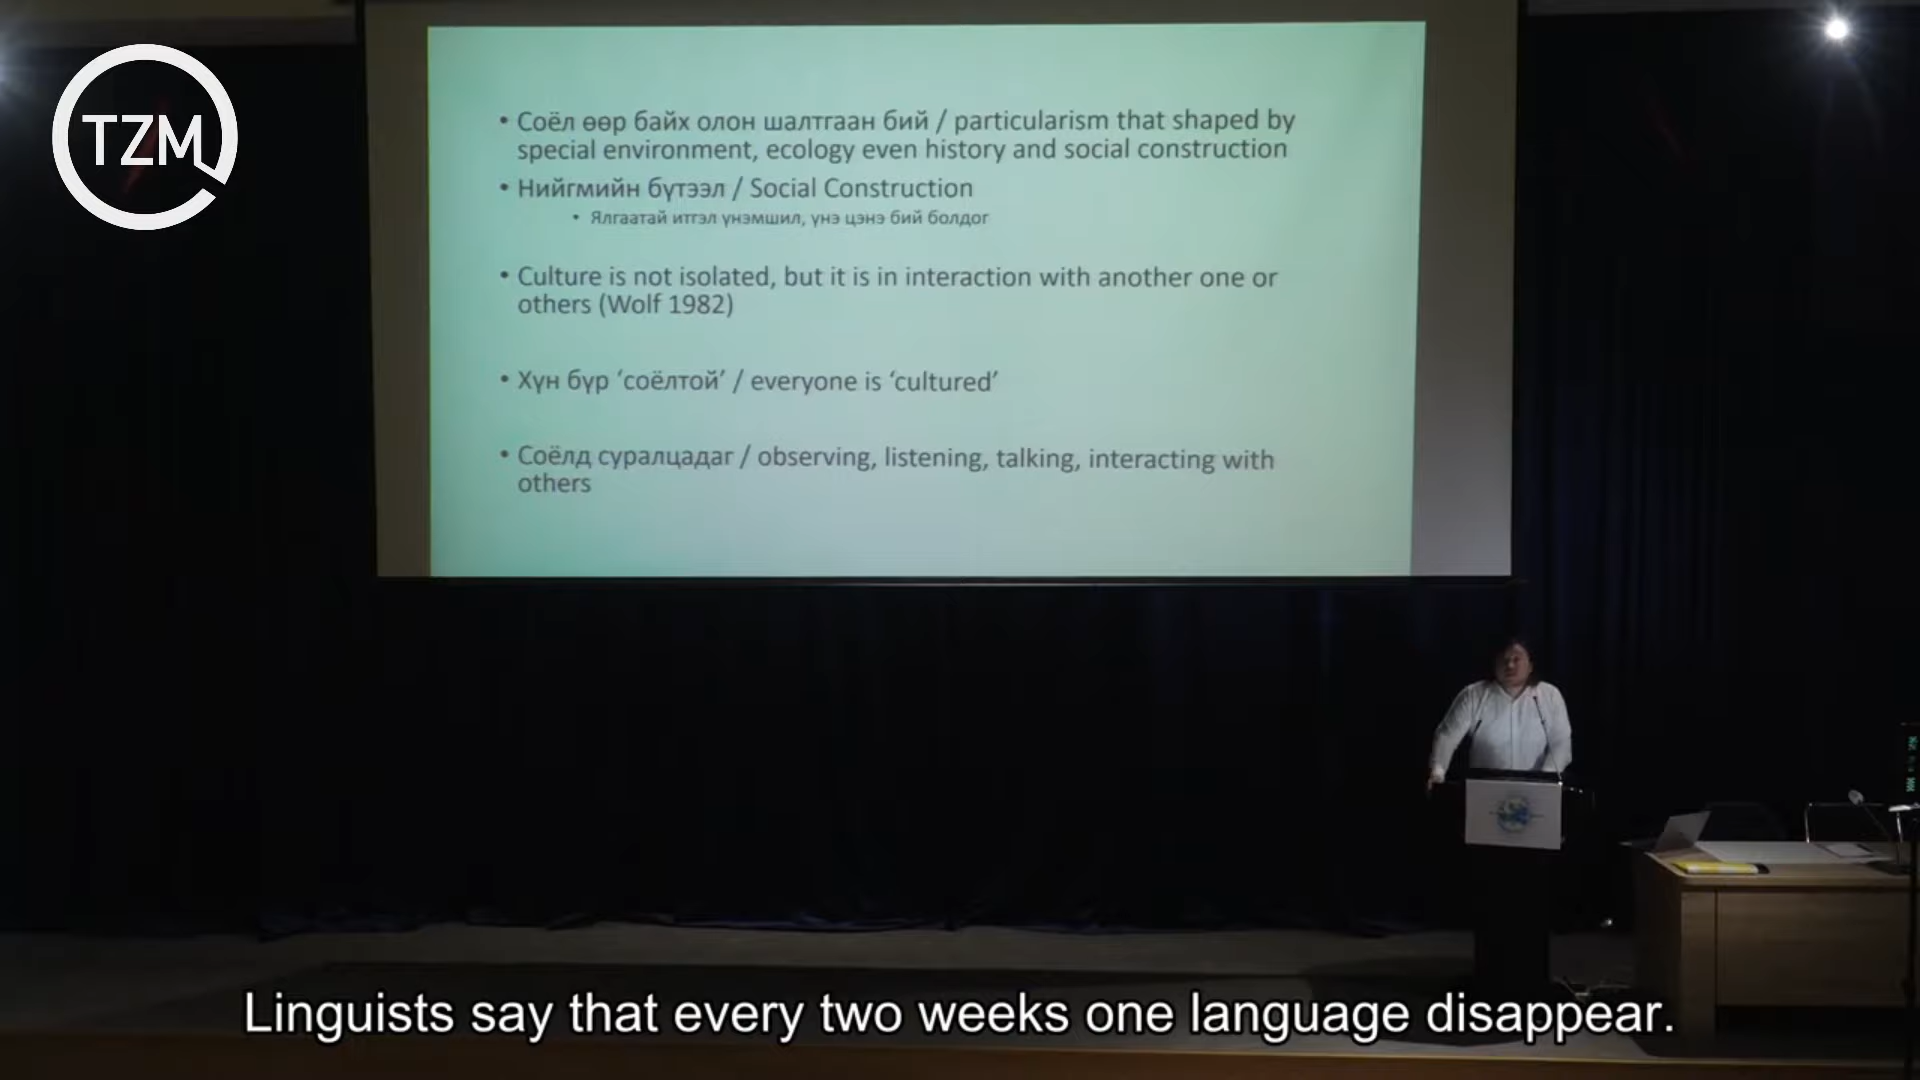 TZM
• Соёл өөр байх олон шалтгаан бий / particularism that shaped by
special environment, ecology even history and social construction
• Нийгмийн бүтээл / Social Construction
• Ялгаатай итгэл үнэмшил, үнэ цэнэ бий болдог
• Culture is not isolated, but it is in interaction with another one or
others (Wolf 1982)
• Хүн бүр ‘соёлтой’ / everyone is ‘cultured’
• Соёлд суралцадаг / observing, listening, talking, interacting with
others
Linguists say that every two weeks one language disappear.